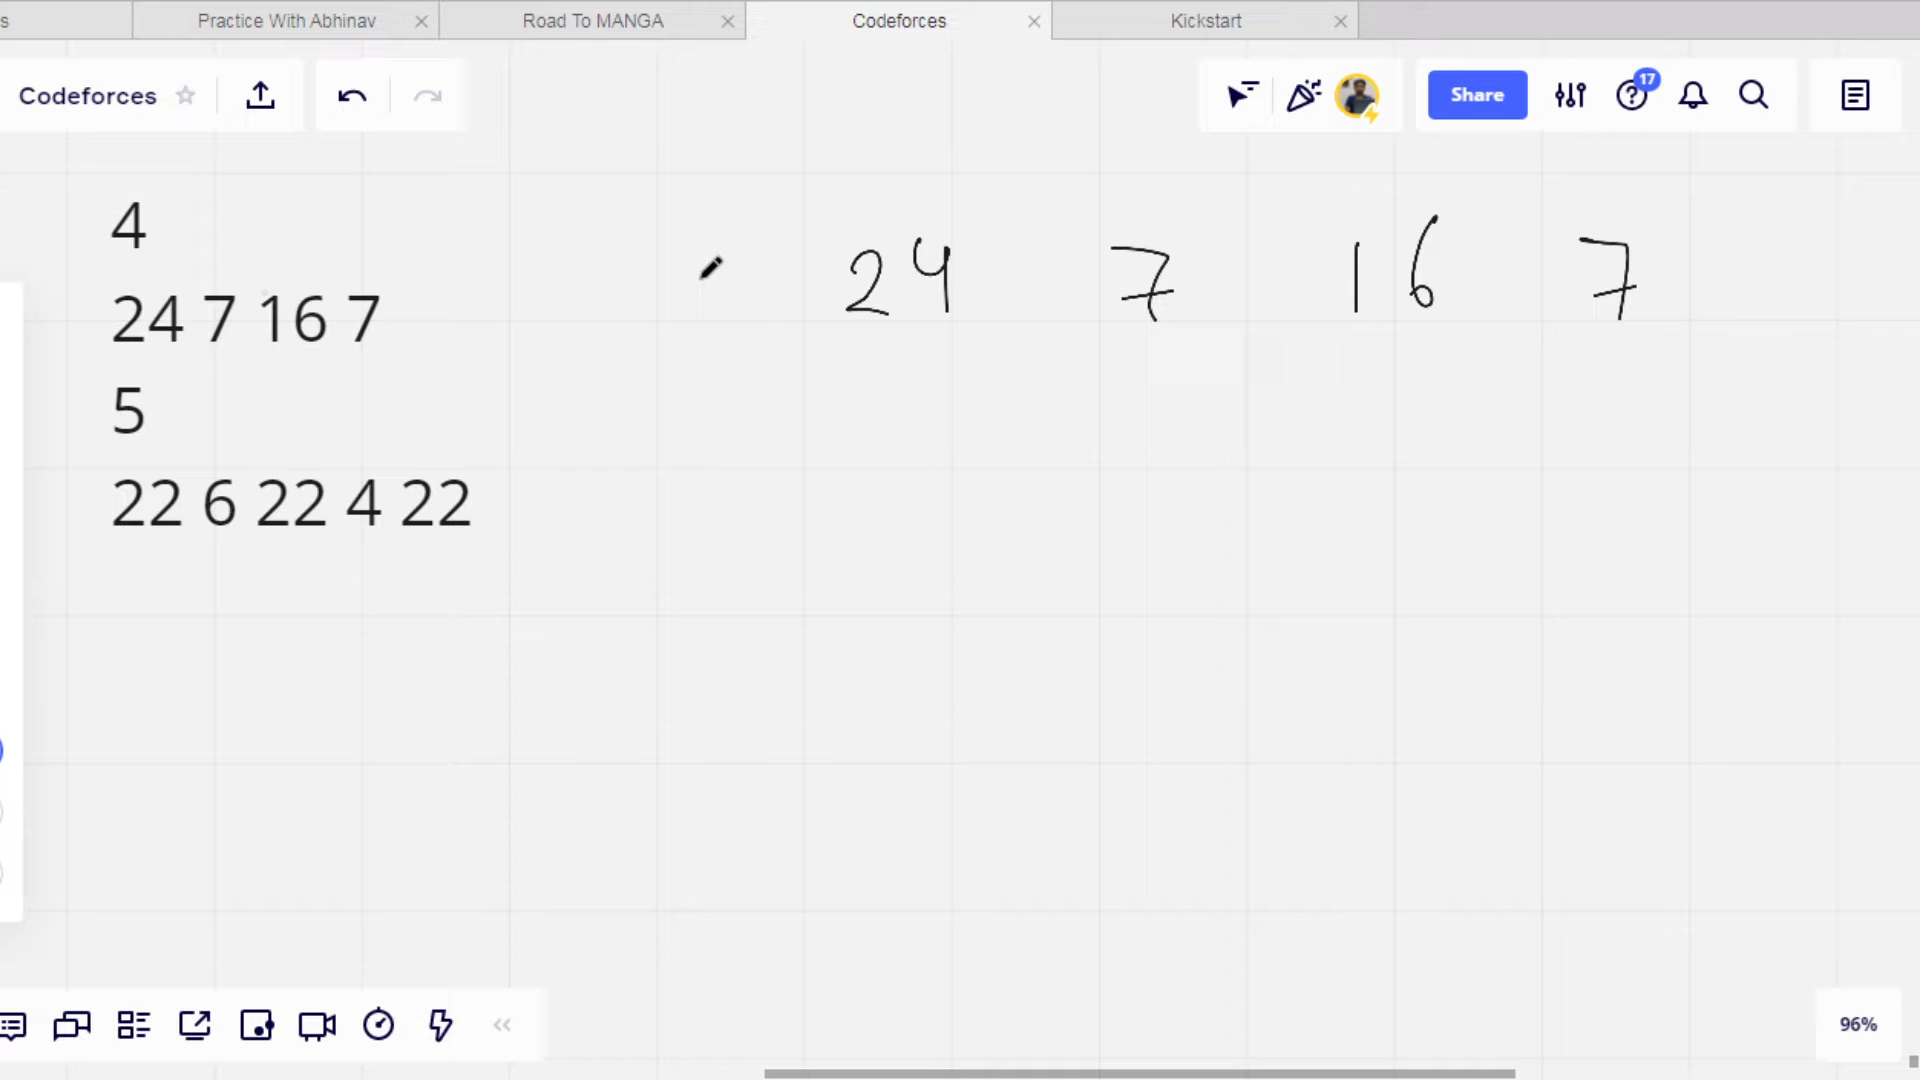 s Practice With Abhinav Road To MANGA Codeforces Kickstart
Codeforces Share 17
4
24 7 16 7
5
22 6 22 4 22
24 7 16 7
96%